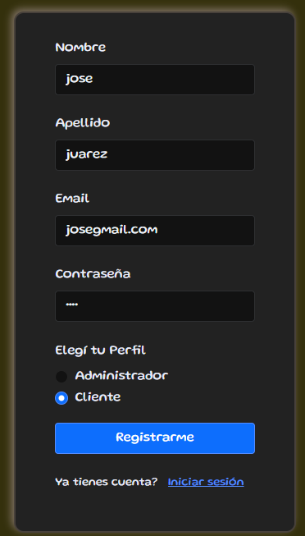 Nombre
jose
Apellido
juarez
Email
josegmail.com
Contraseña
....
Elegí tu Perfil
Administrador
Cliente
Registrarme
Ya tienes cuenta? Iniciar sesión